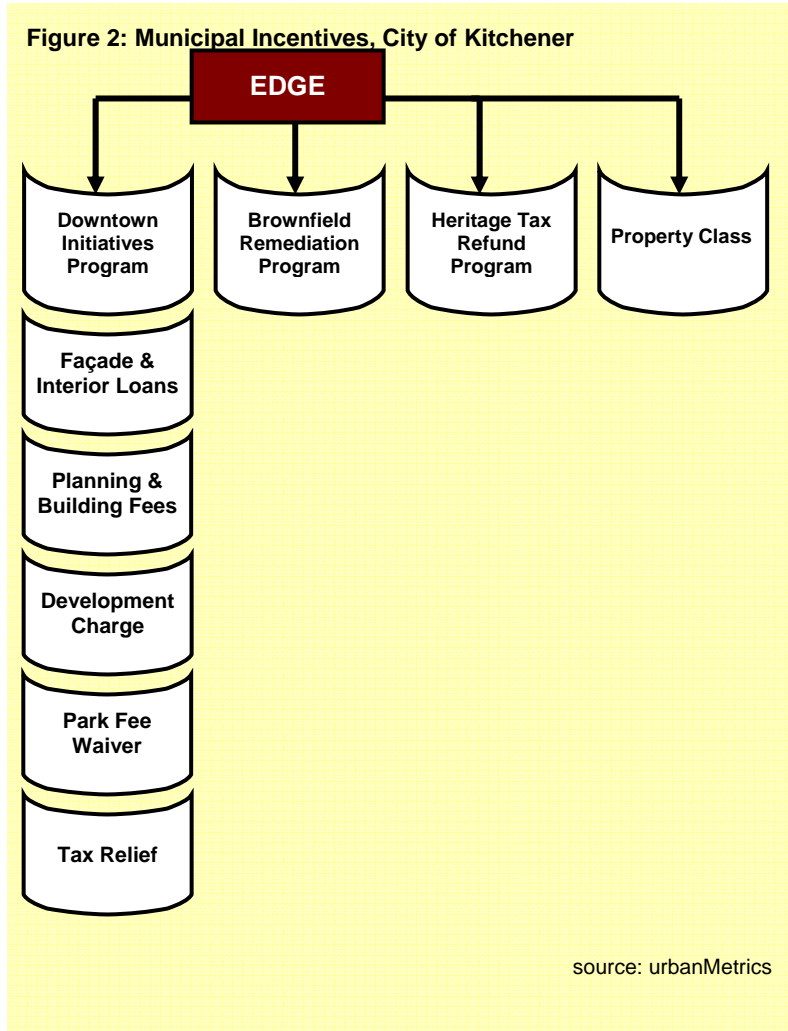 Figure 2: Municipal Incentives, City of Kitchener
EDGE
Downtown
Initiatives
Program
Brownfield
Remediation
Program
Heritage Tax
Refund
Program
Property Class
Façade &
Interior Loans
Planning &
Building Fees
Development
Charge
Park Fee
Waiver
Tax Relief
source: urbanMetrics